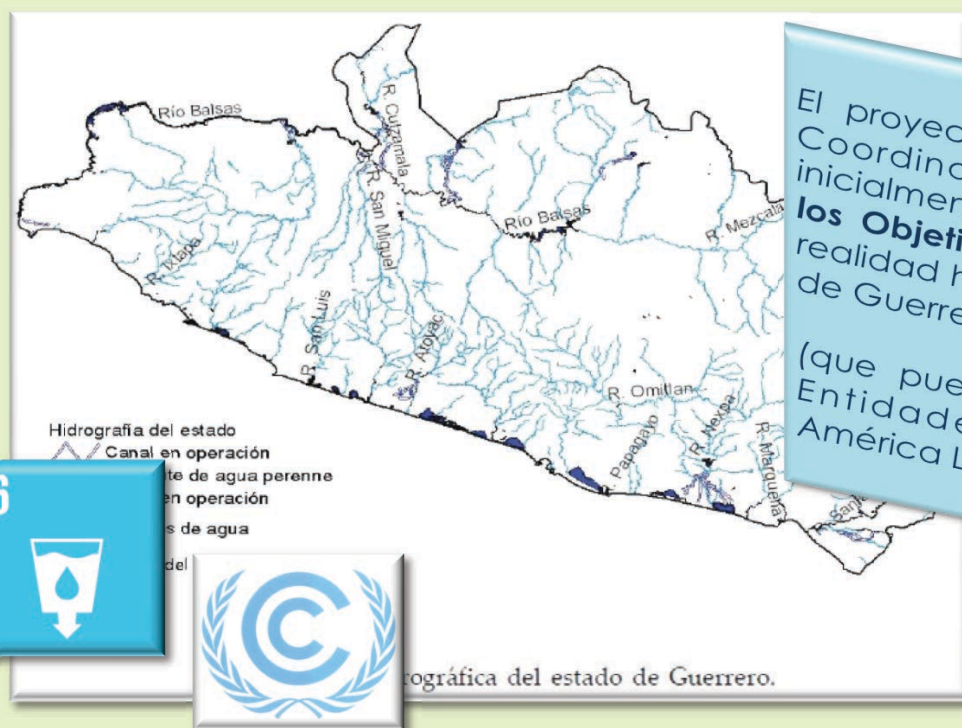 Río Balsas
R. Cutzamala
R. San Miguel
Río Balsas
R. Mezcala
R. Ixtapa
R. San Luis
R. Atoyac
R. Omitlan
R. Papagayo
R. Nexpa
R. Marquelia
Hidrografía del estado
Canal en operación
te de agua perenne
en operación
s de agua
del
6
rográfica del estado de Guerrero.
El proyec
Coordina
inicialmen
los Objeti
realidad h
de Guerre
(que pue
Entidade
América L